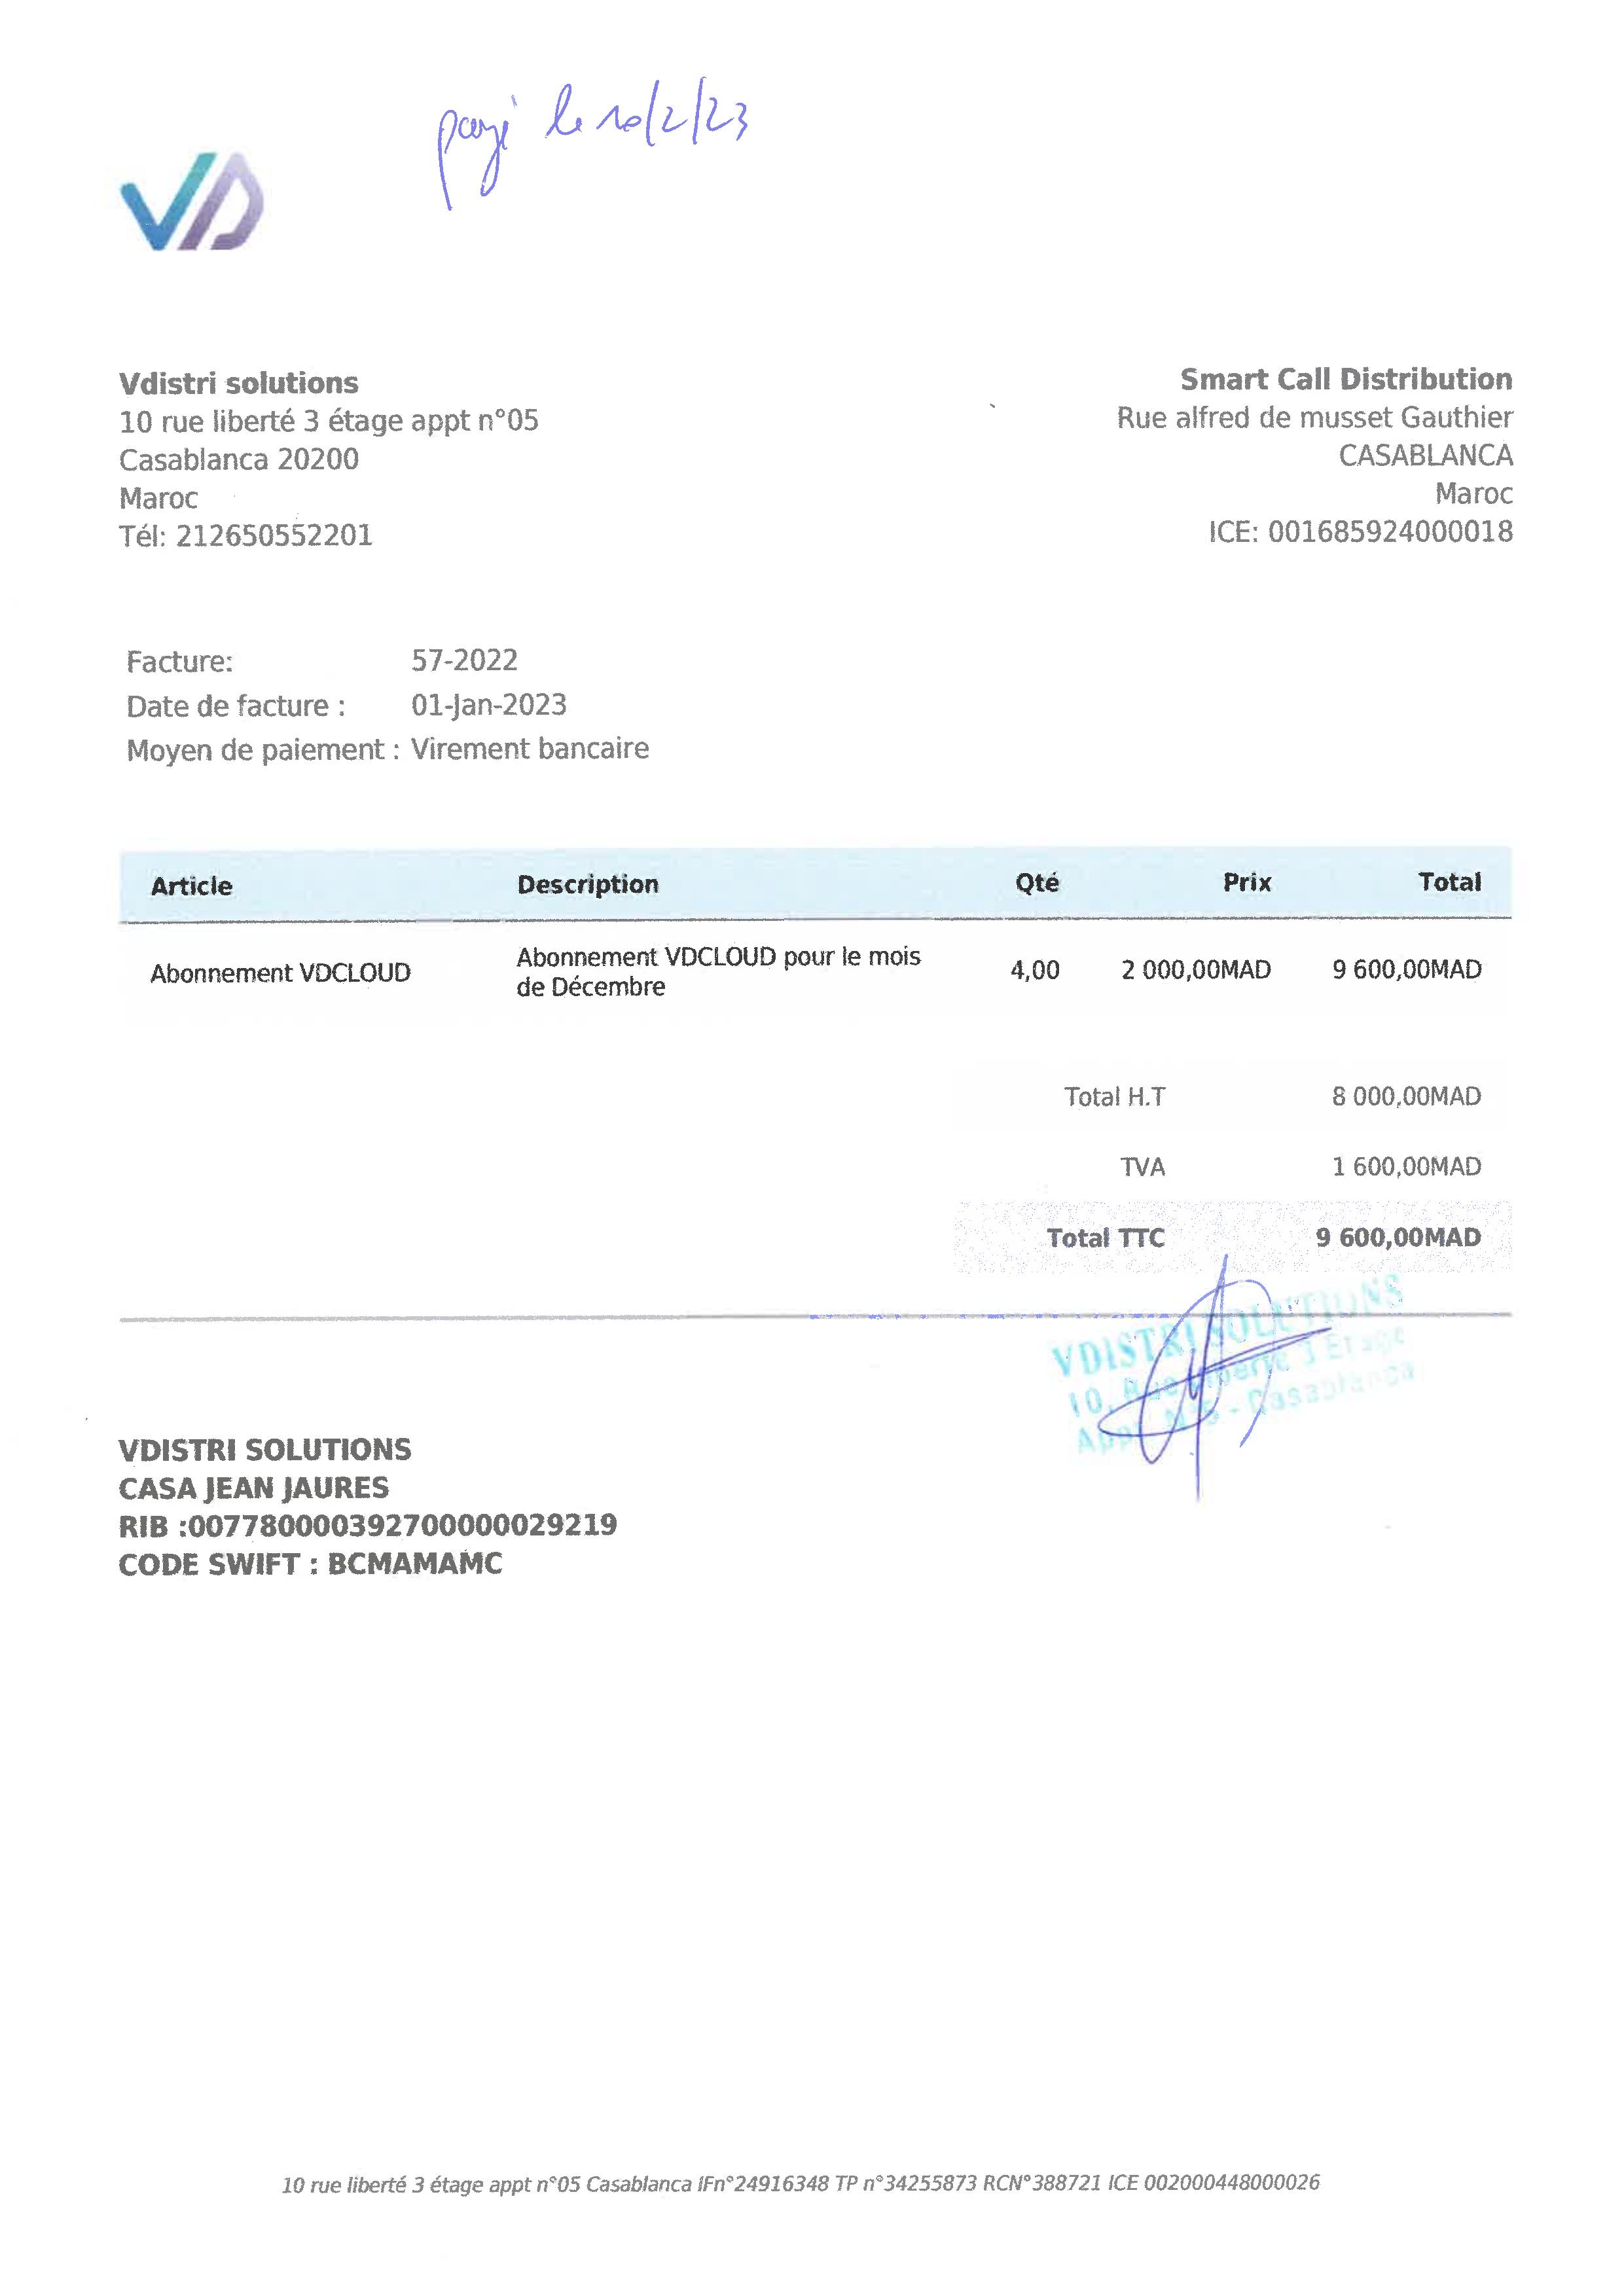 payé le 10/2/23
VD
Vdistri solutions
10 rue liberté 3 étage appt n°05
Casablanca 20200
Maroc
Tél: 212650552201
Smart Call Distribution
Rue alfred de musset Gauthier
CASABLANCA
Maroc
ICE: 001685924000018
Facture: 57-2022
Date de facture : 01-Jan-2023
Moyen de paiement : Virement bancaire
Article Description Qté Prix Total
Abonnement VDCLOUD Abonnement VDCLOUD pour le mois de Décembre 4,00 2 000,00MAD 9 600,00MAD
Total H.T 8 000,00MAD
TVA 1 600,00MAD
Total TTC 9 600,00MAD
VDISTRI SOLUTIONS
10, Rue liberté 3 Etage
Appt N°5 - Casablanca
VDISTRI SOLUTIONS
CASA JEAN JAURES
RIB :007780000392700000029219
CODE SWIFT : BCMAMAMC
10 rue liberté 3 étage appt n°05 Casablanca IFn°24916348 TP n°34255873 RCN°388721 ICE 002000448000026